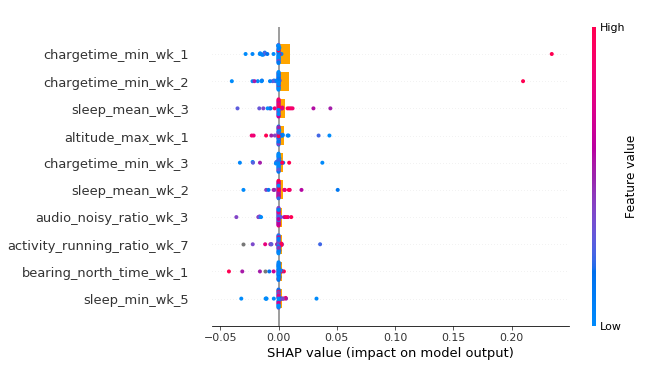 High
chargetime_min_wk_1
chargetime_min_wk_2
sleep_mean_wk_3
altitude_max_wk_1
chargetime_min_wk_3
sleep_mean_wk_2
audio_noisy_ratio_wk_3
activity_running_ratio_wk_7
bearing_north_time_wk_1
sleep_min_wk_5
Feature value
Low
−0.05 0.00 0.05 0.10 0.15 0.20
SHAP value (impact on model output)